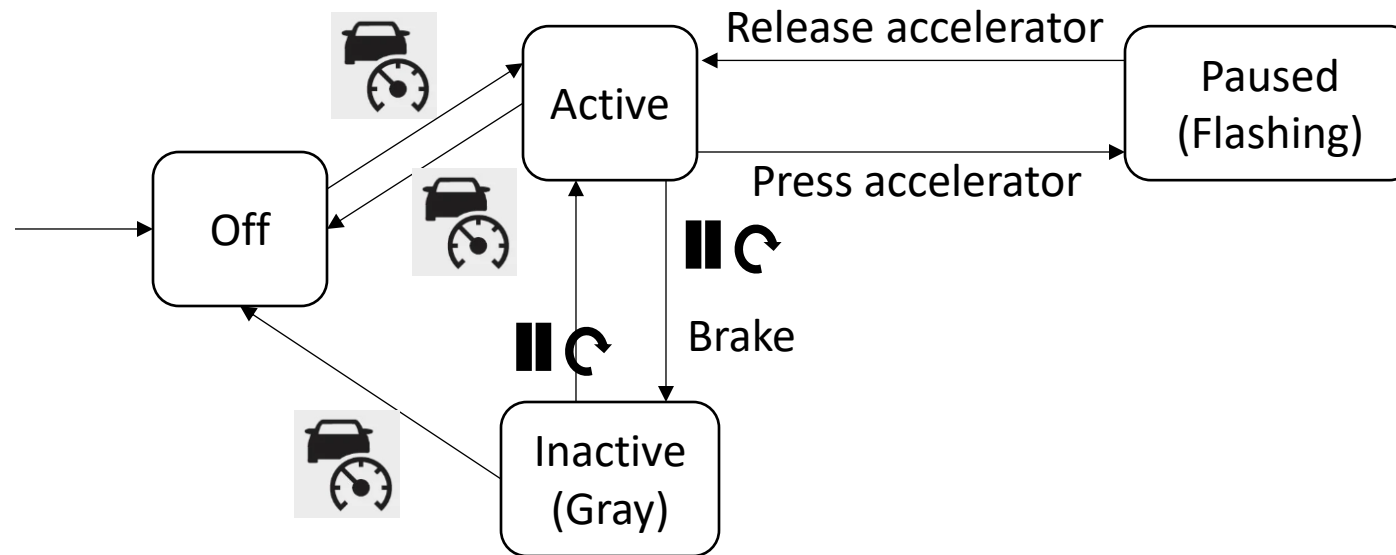 Release accelerator
Active
Paused
(Flashing)
Press accelerator
Off
Brake
Inactive
(Gray)